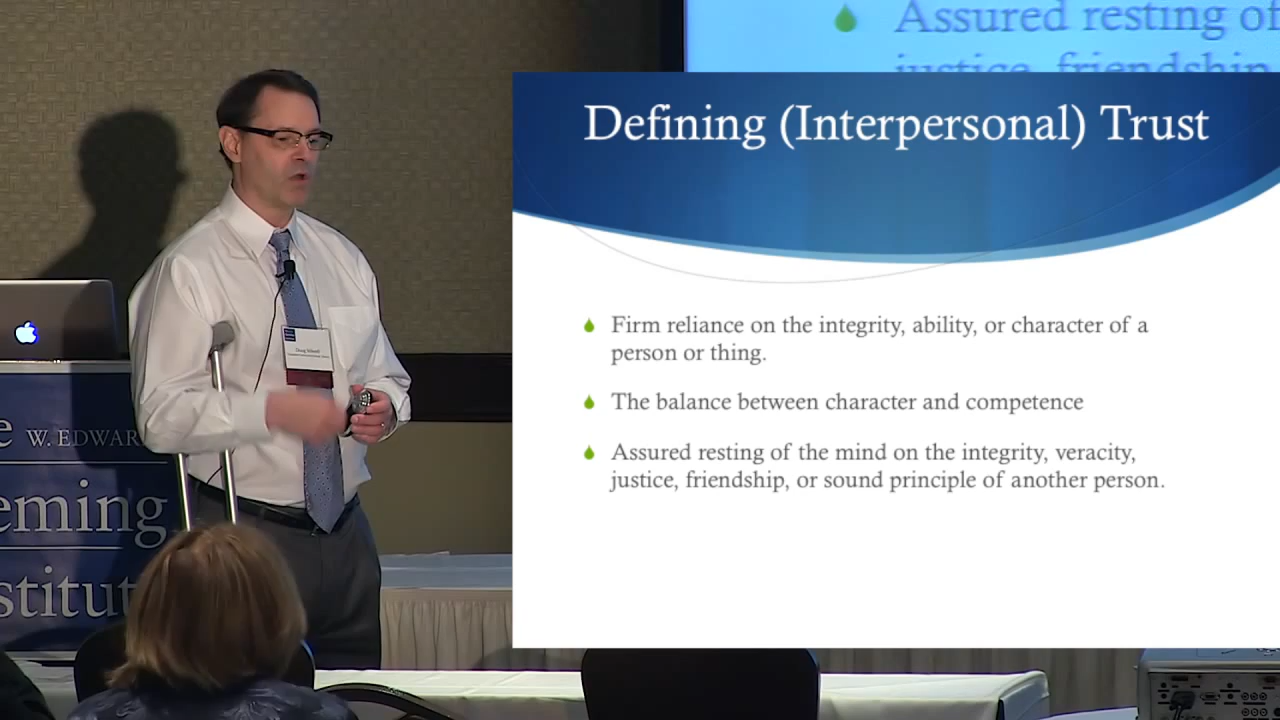 Assured resting of
justice, friendship
Defining (Interpersonal) Trust
Firm reliance on the integrity, ability, or character of a
person or thing.
The balance between character and competence
Assured resting of the mind on the integrity, veracity,
justice, friendship, or sound principle of another person.
e W. EDWAR
eming
stitut